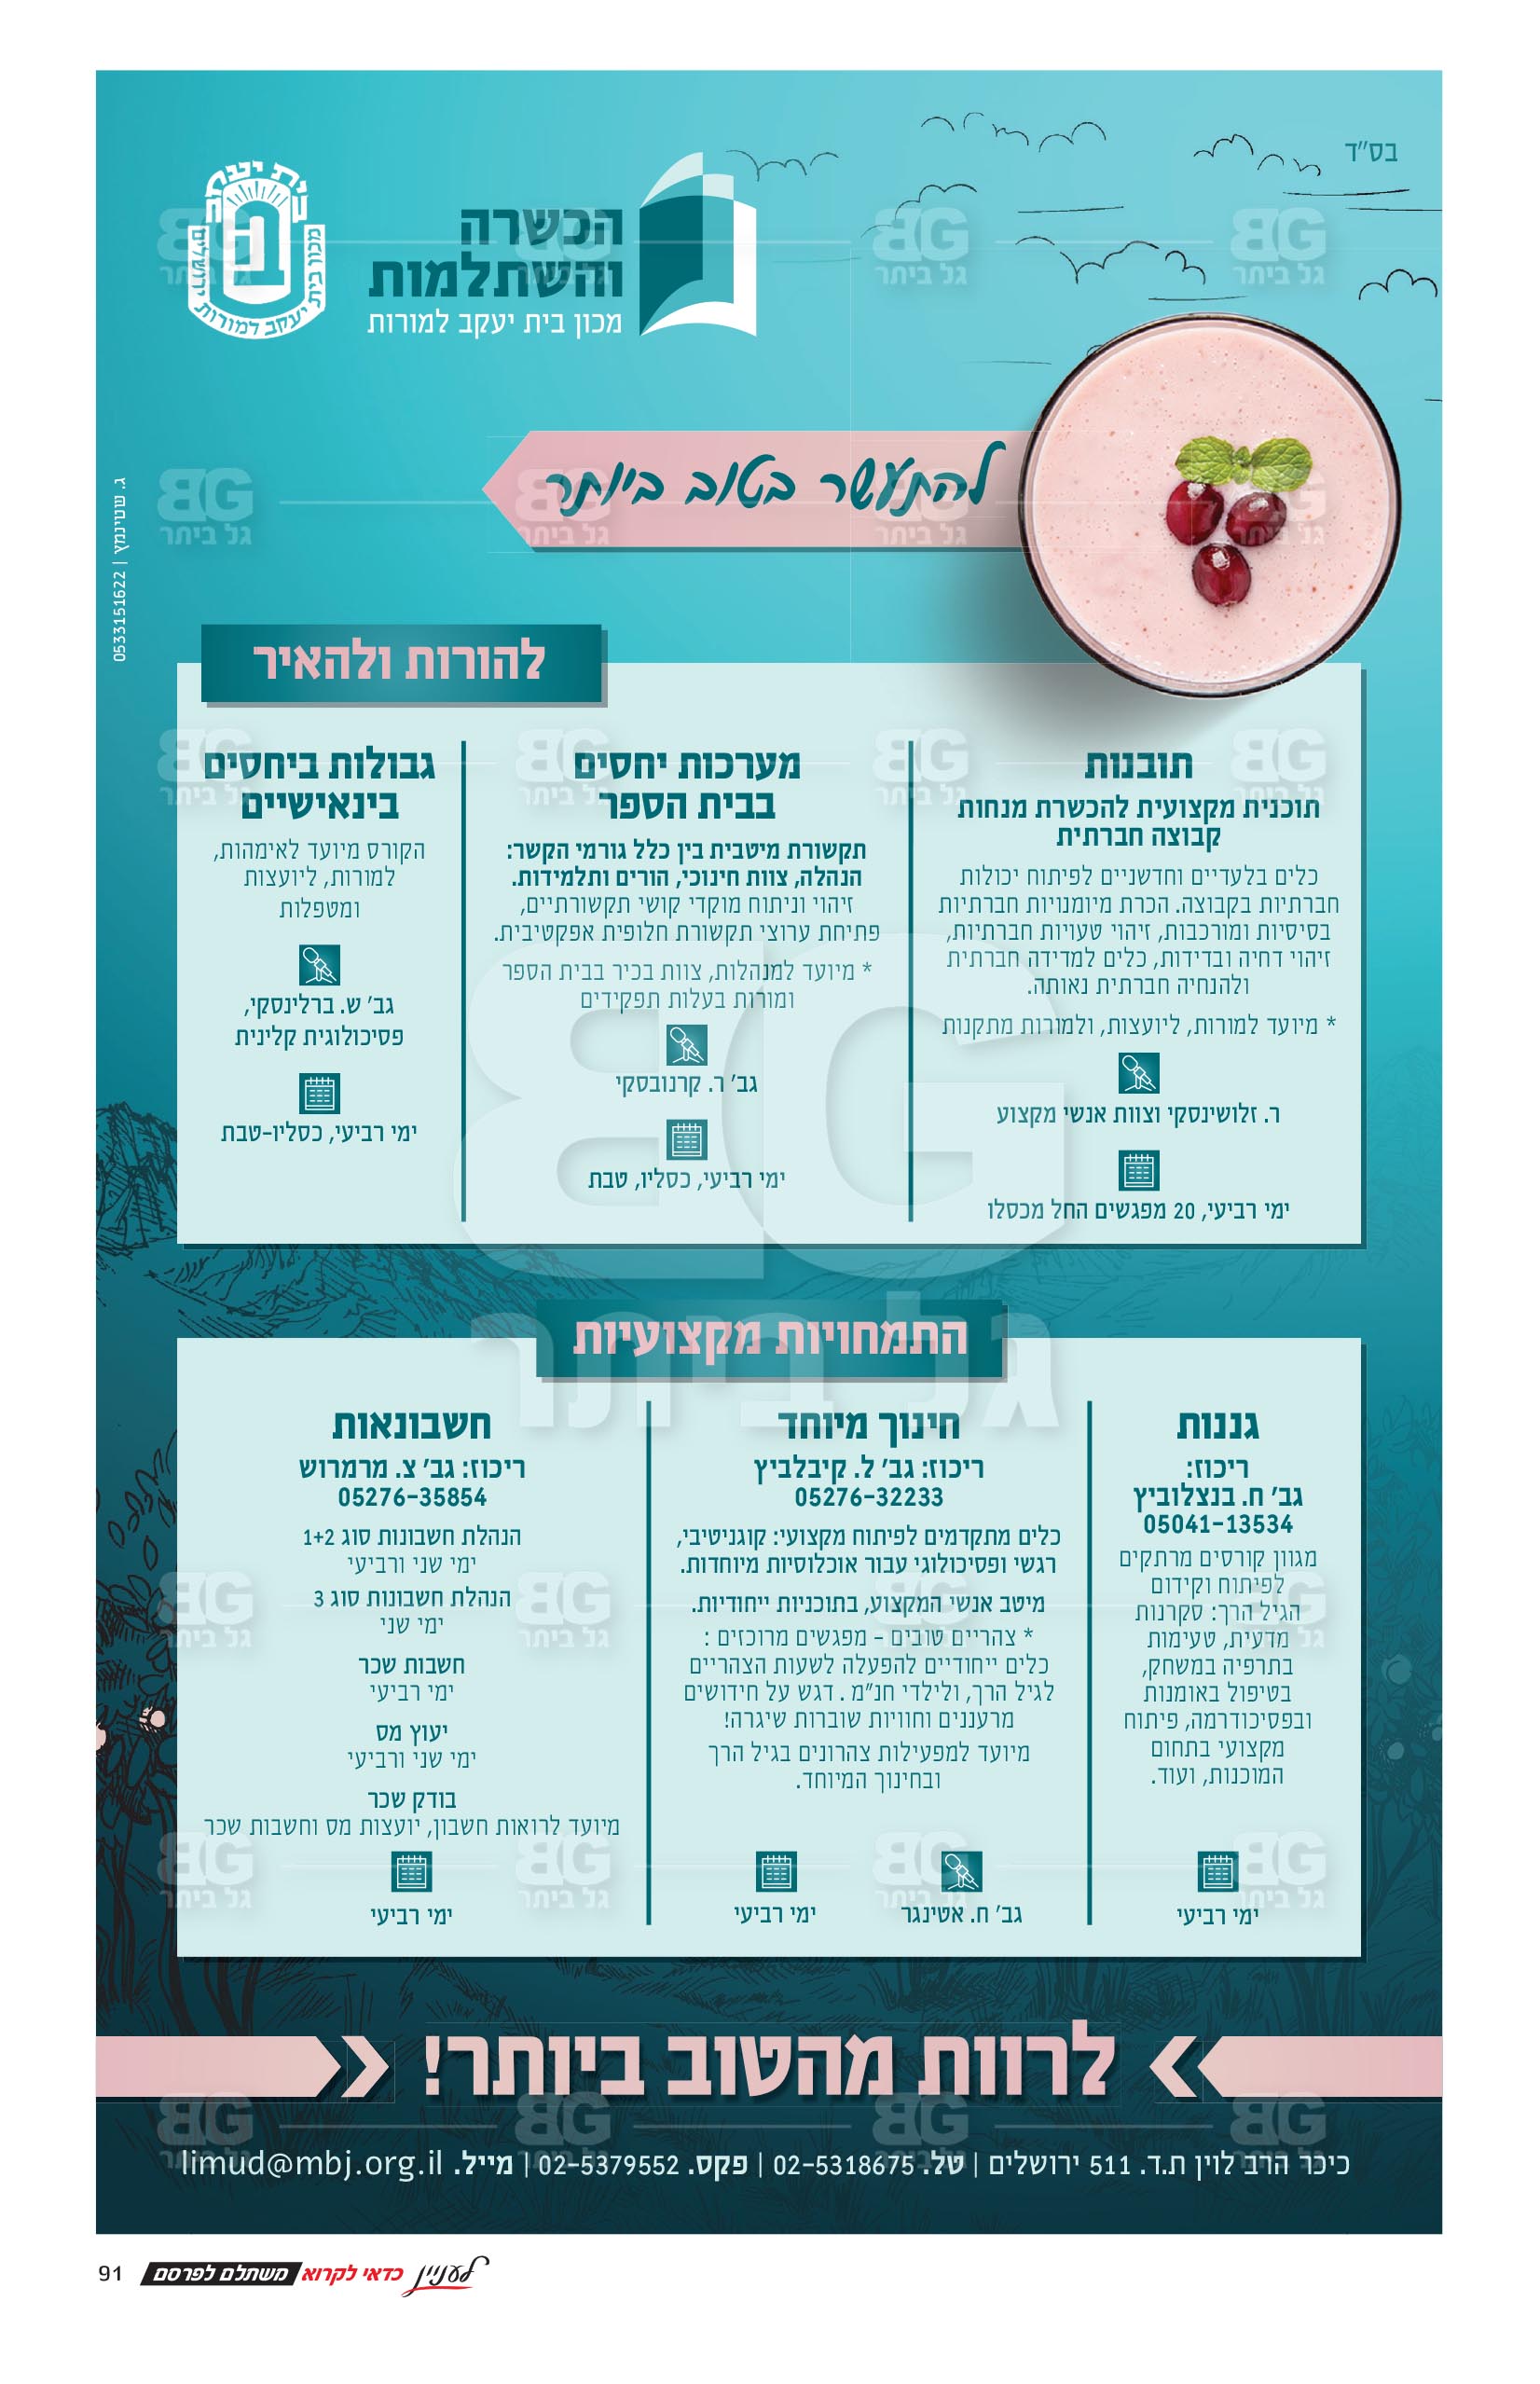 בס"ד
הכשרה
והשתלמות
מכון בית יעקב למורות
מכון בית יעקב למורות ירושלים
להתעשר בטוב ביותר
ג. שטינמץ | 0533151622
להורות ולהאיר
תובנות
תוכנית מקצועית להכשרת מנחות
קבוצה חברתית
כלים בלעדיים וחדשניים לפיתוח יכולות
חברתיות בקבוצה. הכרת מיומנויות חברתיות
בסיסיות ומורכבות, זיהוי טעויות חברתיות,
זיהוי דחיה ובדידות, כלים למדידה חברתית
ולהנחיה חברתית נאותה.
* מיועד למורות, ליועצות, ולמורות מתקנות
ר. זלושינסקי וצוות אנשי מקצוע
ימי רביעי, 20 מפגשים החל מכסלו
מערכות יחסים
בבית הספר
תקשורת מיטבית בין כלל גורמי הקשר:
הנהלה, צוות חינוכי, הורים ותלמידות.
זיהוי וניתוח מוקדי קושי תקשורתיים,
פתיחת ערוצי תקשורת חלופית אפקטיבית.
* מיועד למנהלות, צוות בכיר בבית הספר
ומורות בעלות תפקידים
גב' ר. קרנובסקי
ימי רביעי, כסליו, טבת
גבולות ביחסים
בינאישיים
הקורס מיועד לאימהות,
למורות, ליועצות
ומטפלות
גב' ש. ברלינסקי,
פסיכולוגית קלינית
ימי רביעי, כסליו-טבת
התמחויות מקצועיות
גננות
ריכוז:
גב' ח. בנצלוביץ
05041-13534
מגוון קורסים מרתקים
לפיתוח וקידום
הגיל הרך: סקרנות
מדעית, טעימות
בתרפיה במשחק,
בטיפול באומנות
ובפסיכודרמה, פיתוח
מקצועי בתחום
המוכנות, ועוד.
ימי רביעי
חינוך מיוחד
ריכוז: גב' ל. קיבלביץ
05276-32233
כלים מתקדמים לפיתוח מקצועי: קוגניטיבי,
רגשי ופסיכולוגי עבור אוכלוסיות מיוחדות.
מיטב אנשי המקצוע, בתוכניות ייחודיות.
* צהריים טובים - מפגשים מרוכזים :
כלים ייחודיים להפעלה לשעות הצהריים
לגיל הרך, ולילדי חנ"מ . דגש על חידושים
מרעננים וחוויות שוברות שיגרה!
מיועד למפעילות צהרונים בגיל הרך
ובחינוך המיוחד.
גב' ח. אטינגר
ימי רביעי
חשבונאות
ריכוז: גב' צ. מרמרוש
05276-35854
הנהלת חשבונות סוג 1+2
ימי שני ורביעי
הנהלת חשבונות סוג 3
ימי שני
חשבות שכר
ימי רביעי
יעוץ מס
ימי שני ורביעי
בודק שכר
מיועד לרואות חשבון, יועצות מס וחשבות שכר
ימי רביעי
לרוות מהטוב ביותר!
כיכר הרב לוין ת.ד. 511 ירושלים | טל. 02-5318675 | פקס. 02-5379552 | מייל. limud@mbj.org.il
לעניין כדאי לקרוא משתלם לפרסם 91
BG
גל ביתר